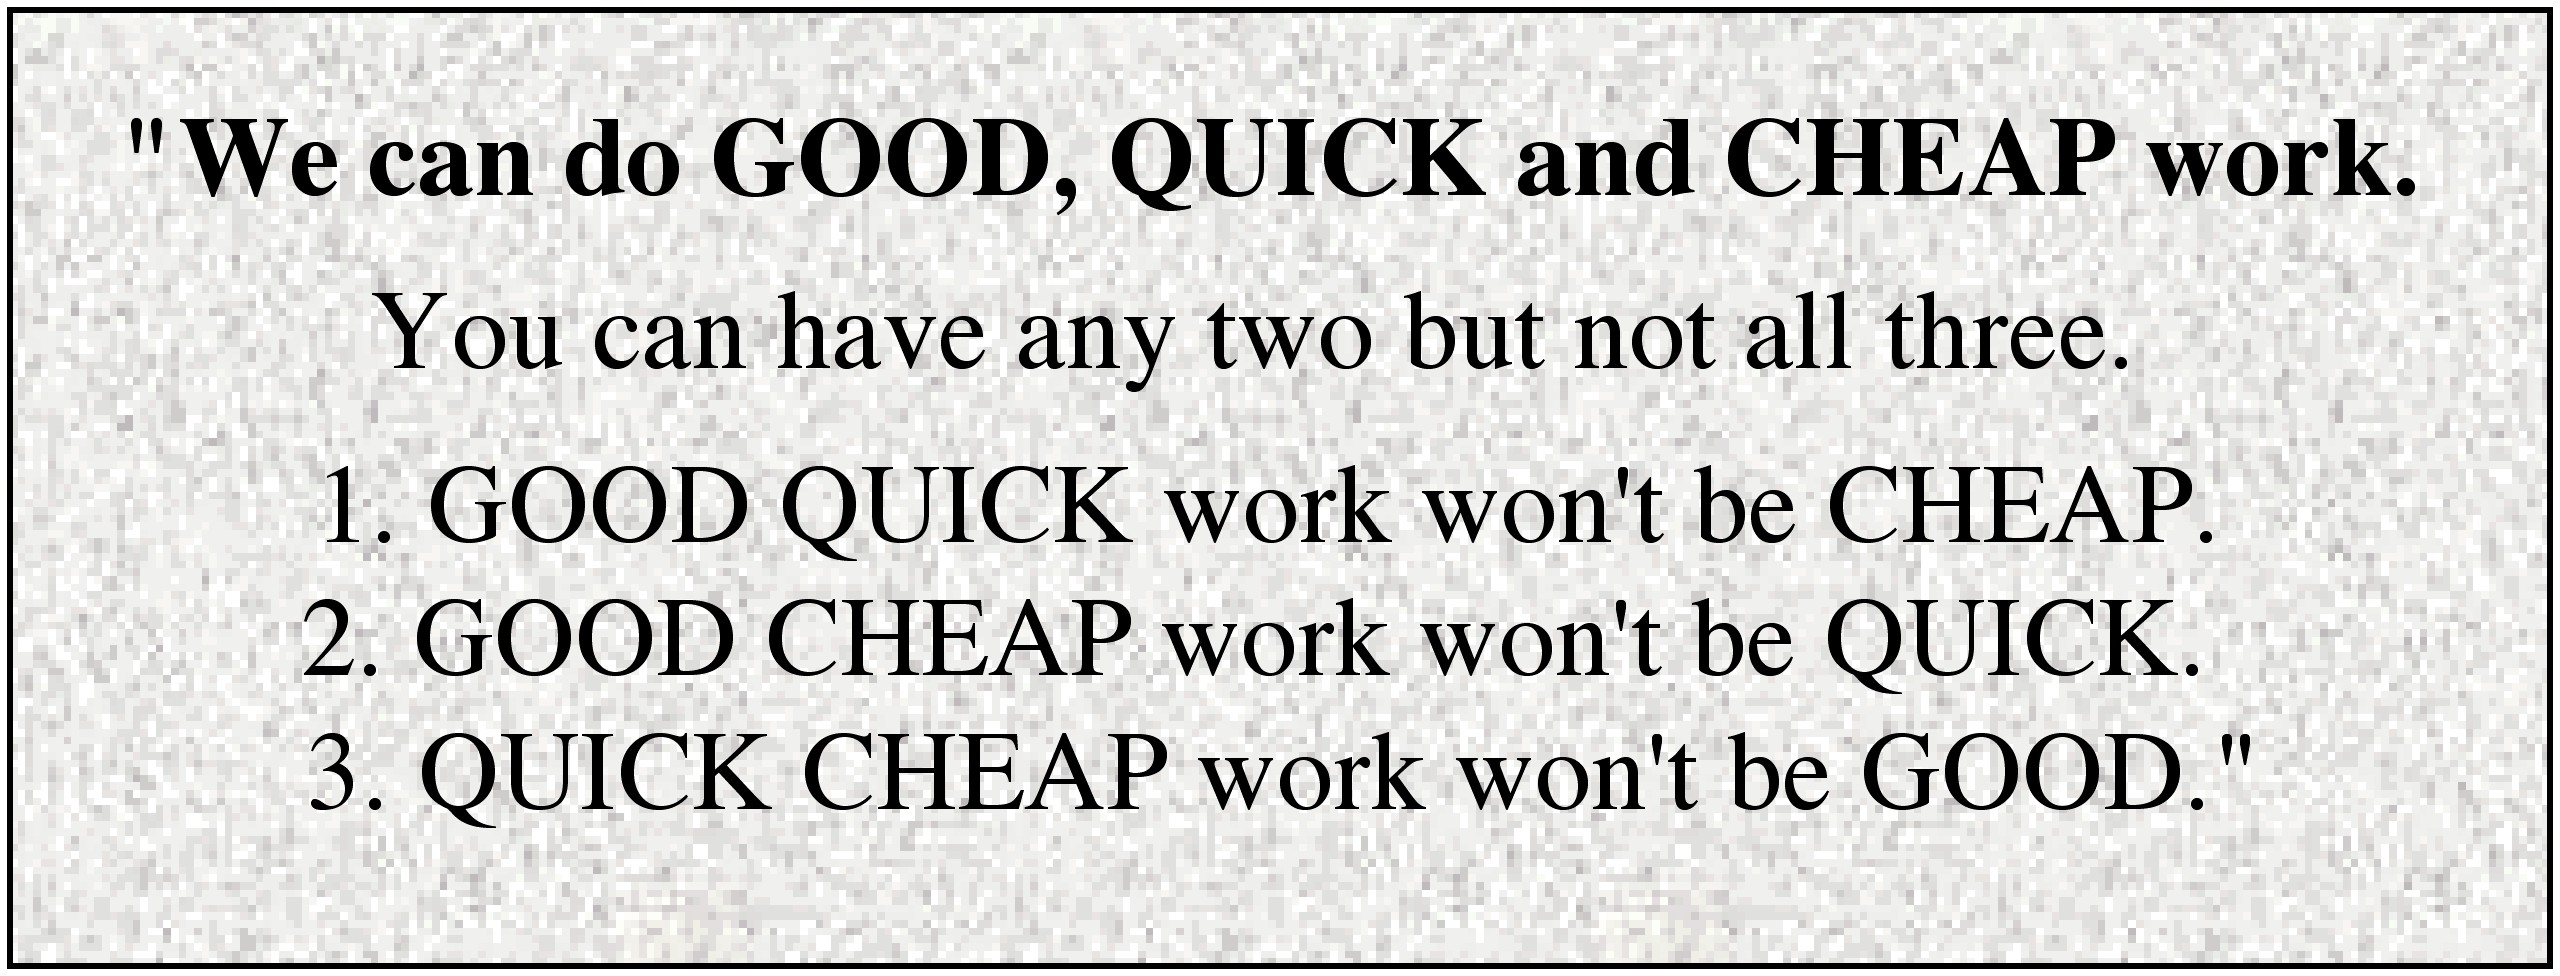 "We can do GOOD, QUICK and CHEAP work.
You can have any two but not all three.
1. GOOD QUICK work won't be CHEAP.
2. GOOD CHEAP work won't be QUICK.
3. QUICK CHEAP work won't be GOOD."